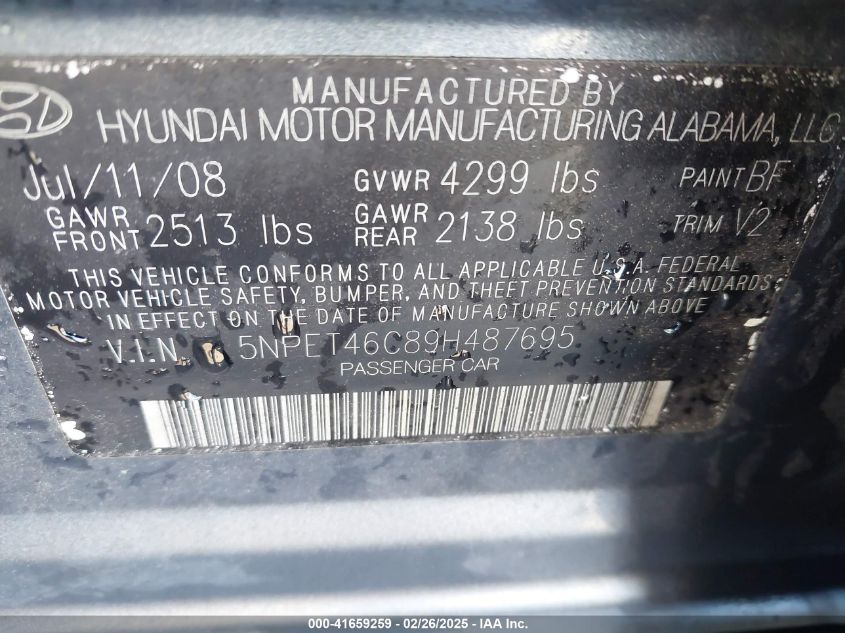 MANUFACTURED BY
HYUNDAI MOTOR MANUFACTURING ALABAMA, LLC
Jul/11/08 GVWR 4299 lbs PAINT BF
GAWR FRONT 2513 lbs GAWR REAR 2138 lbs TRIM V2
THIS VEHICLE CONFORMS TO ALL APPLICABLE U.S.A. FEDERAL
MOTOR VEHICLE SAFETY, BUMPER, AND THEFT PREVENTION STANDARDS
IN EFFECT ON THE DATE OF MANUFACTURE SHOWN ABOVE
V.I.N 5NPET46C89H487695
PASSENGER CAR
000-41659259 - 02/26/2025 - IAA Inc.